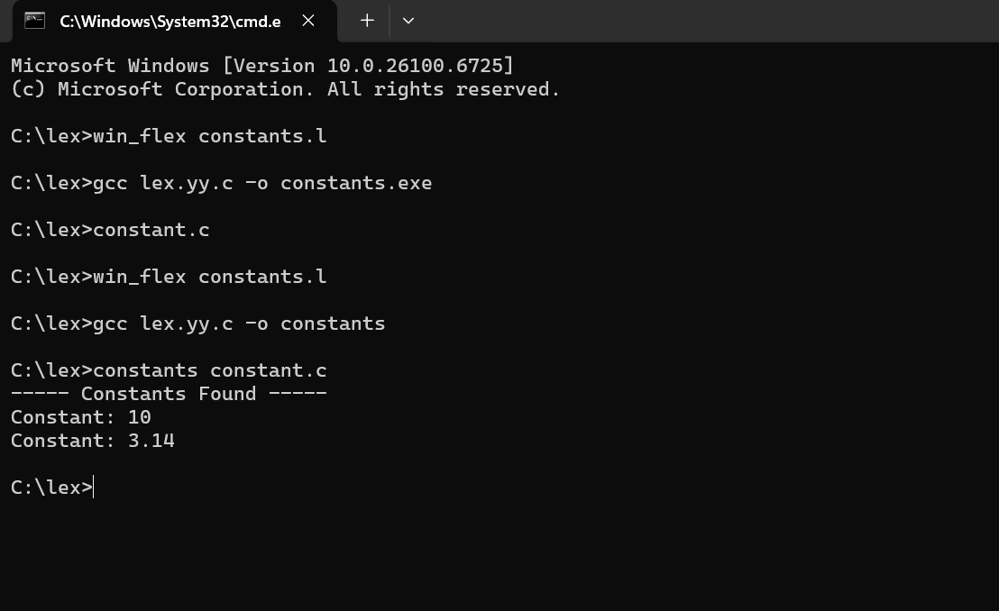 C:\Windows\System32\cmd.e
Microsoft Windows [Version 10.0.26100.6725]
(c) Microsoft Corporation. All rights reserved.
C:\lex>win_flex constants.l
C:\lex>gcc lex.yy.c -o constants.exe
C:\lex>constant.c
C:\lex>win_flex constants.l
C:\lex>gcc lex.yy.c -o constants
C:\lex>constants constant.c
----- Constants Found -----
Constant: 10
Constant: 3.14
C:\lex>